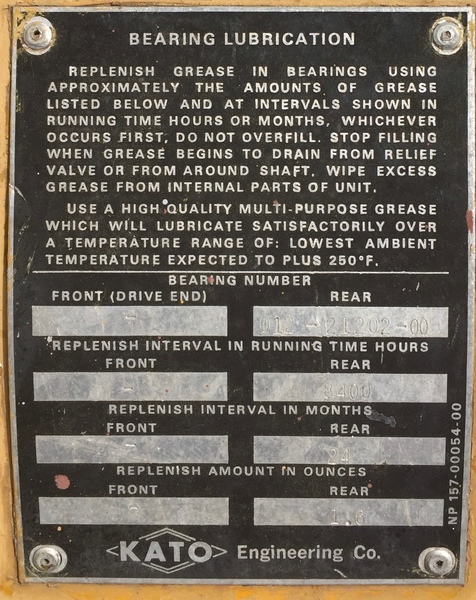 BEARING LUBRICATION
REPLENISH GREASE IN BEARINGS USING
APPROXIMATELY THE AMOUNTS OF GREASE
LISTED BELOW AND AT INTERVALS SHOWN IN
RUNNING TIME HOURS OR MONTHS, WHICHEVER
OCCURS FIRST, DO NOT OVERFILL. STOP FILLING
WHEN GREASE BEGINS TO DRAIN FROM RELIEF
VALVE OR FROM AROUND SHAFT. WIPE EXCESS
GREASE FROM INTERNAL PARTS OF UNIT.
USE A HIGH QUALITY MULTI-PURPOSE GREASE
WHICH WILL LUBRICATE SATISFACTORILY OVER
A TEMPERATURE RANGE OF: LOWEST AMBIENT
TEMPERATURE EXPECTED TO PLUS 250°F.
BEARING NUMBER
FRONT (DRIVE END) REAR
- -21202-00
REPLENISH INTERVAL IN RUNNING TIME HOURS
FRONT REAR
- 8400
REPLENISH INTERVAL IN MONTHS
FRONT REAR
- 24
REPLENISH AMOUNT IN OUNCES
FRONT REAR
-
KATO Engineering Co.
NP 157-00054-00